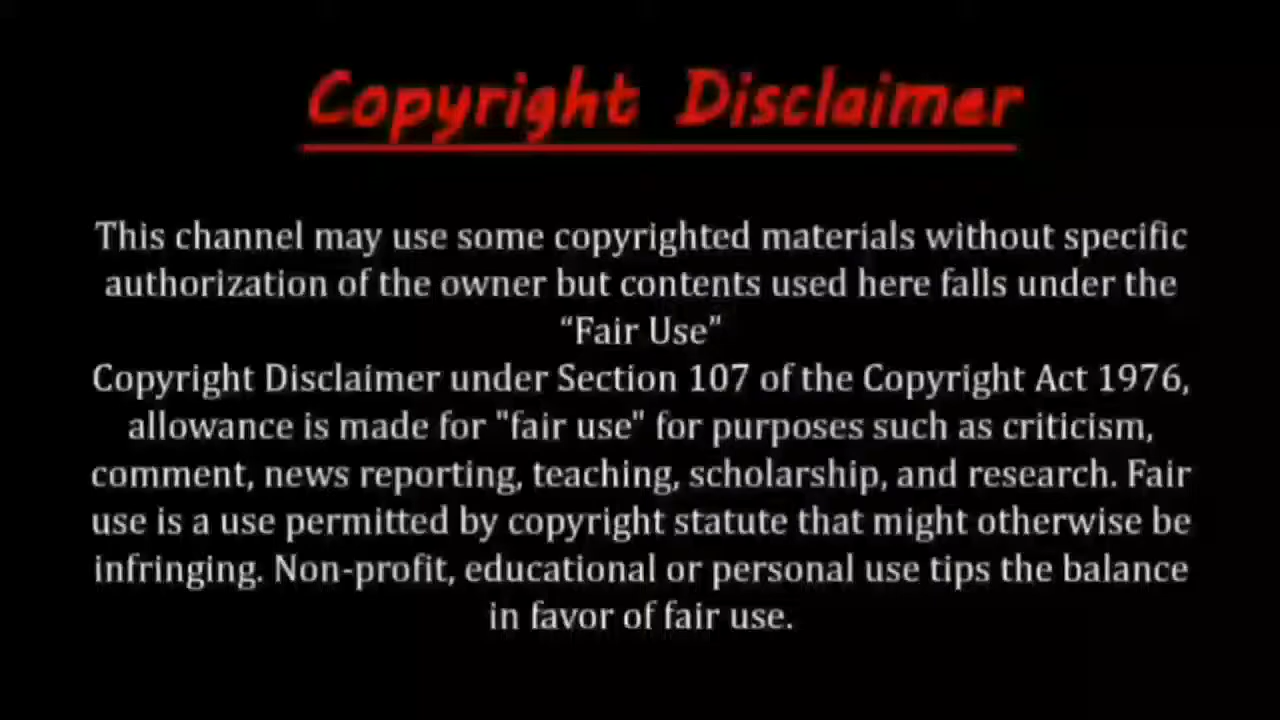 Copyright Disclaimer
This channel may use some copyrighted materials without specific
authorization of the owner but contents used here falls under the
“Fair Use”
Copyright Disclaimer under Section 107 of the Copyright Act 1976,
allowance is made for "fair use" for purposes such as criticism,
comment, news reporting, teaching, scholarship, and research. Fair
use is a use permitted by copyright statute that might otherwise be
infringing. Non-profit, educational or personal use tips the balance
in favor of fair use.